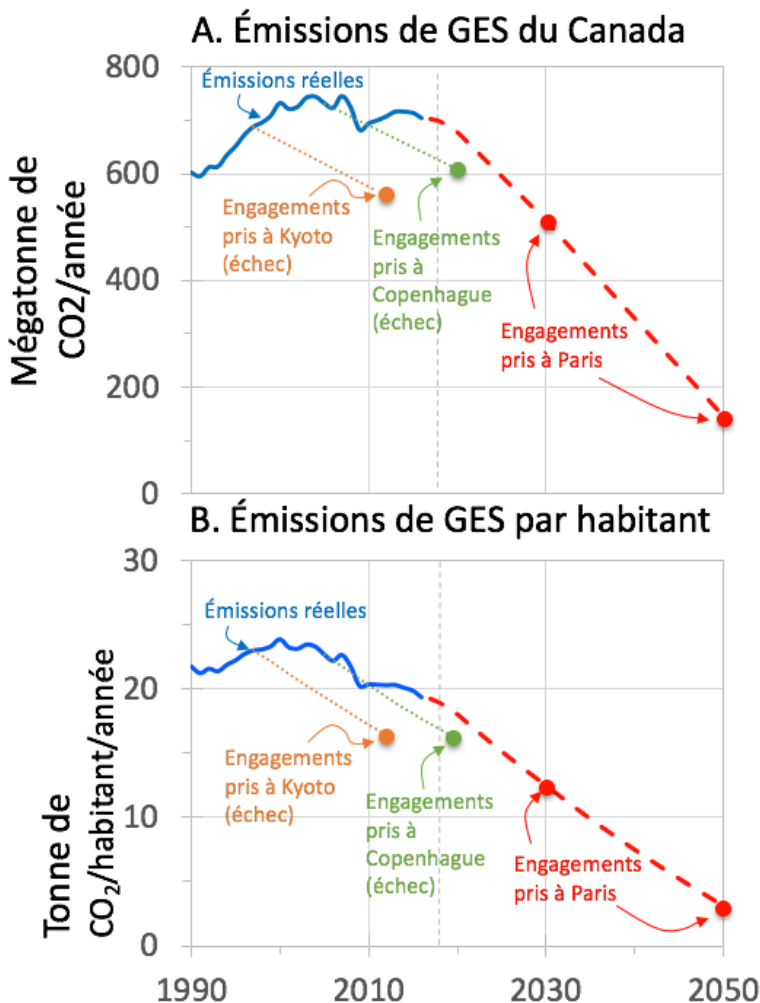 A. Émissions de GES du Canada
Mégatonne de
CO2/année
800
600
400
200
0
Émissions réelles
Engagements
pris à Kyoto
(échec)
Engagements
pris à
Copenhague
(échec)
Engagements
pris à Paris
B. Émissions de GES par habitant
Tonne de
CO₂/habitant/année
30
20
10
0
Émissions réelles
Engagements
pris à Kyoto
(échec)
Engagements
pris à
Copenhague
(échec)
Engagements
pris à Paris
1990
2010
2030
2050